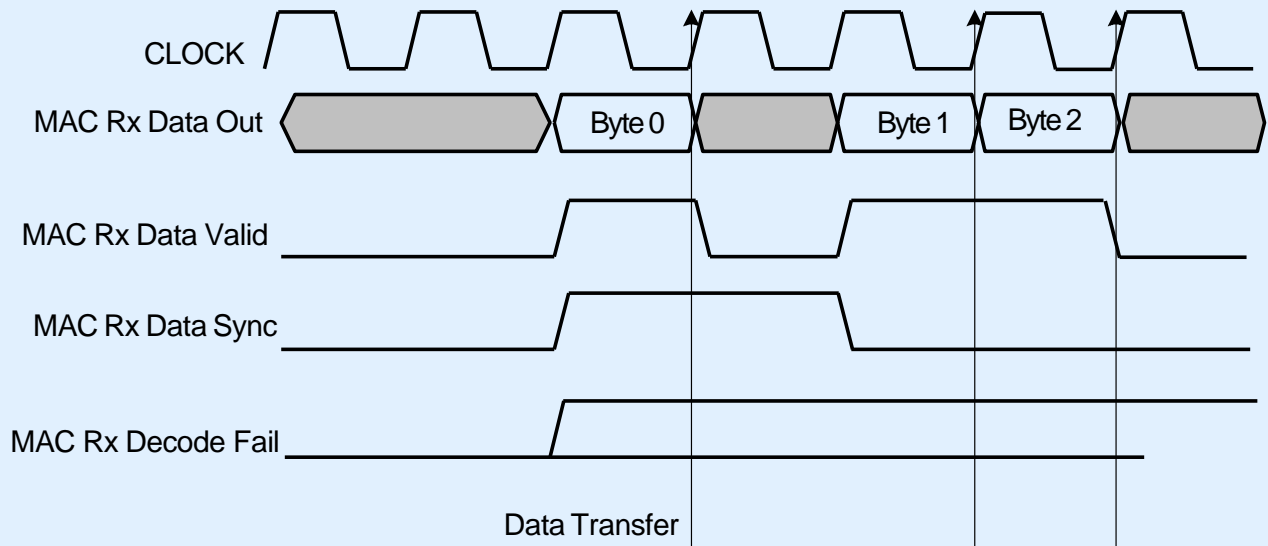 CLOCK
MAC Rx Data Out
Byte 0
Byte 1
Byte 2
MAC Rx Data Valid
MAC Rx Data Sync
MAC Rx Decode Fail
Data Transfer